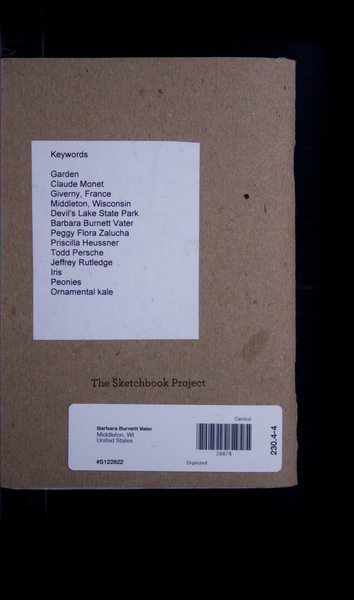 Keywords
Garden
Claude Monet
Giverny, France
Middleton, Wisconsin
Devil's Lake State Park
Barbara Burnett Vater
Peggy Flora Zalucha
Priscilla Heussner
Todd Persche
Jeffrey Rutledge
Iris
Peonies
Ornamental kale
The Sketchbook Project
Central
Barbara Burnett Vater
Middleton, WI
United States
28878
#S122622
Digitized
230.4-4